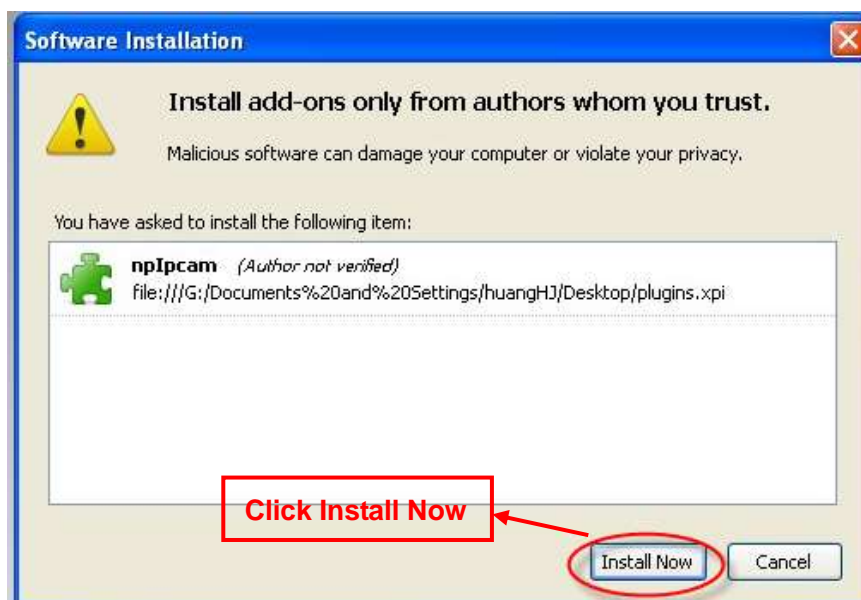 Software Installation
Install add-ons only from authors whom you trust.
Malicious software can damage your computer or violate your privacy.
You have asked to install the following item:
npIpcam (Author not verified)
file:///G:/Documents%20and%20Settings/huangHJ/Desktop/plugins.xpi
Click Install Now
Install Now Cancel